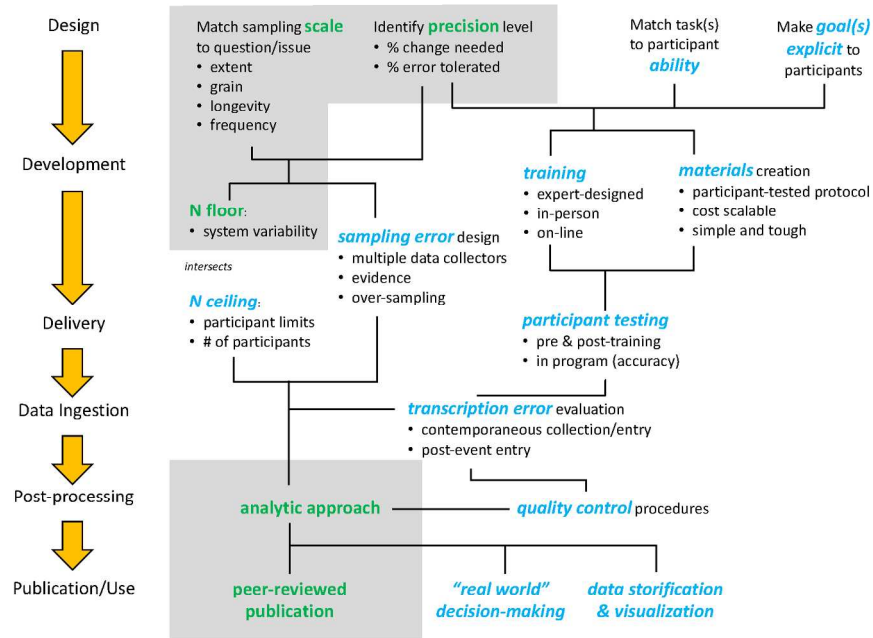 Design
Match sampling scale
to question/issue
• extent
• grain
• longevity
• frequency
Identify precision level
• % change needed
• % error tolerated
Match task(s)
to participant
ability
Make goal(s)
explicit to
participants
Development
training
• expert-designed
• in-person
• on-line
materials creation
• participant-tested protocol
• cost scalable
• simple and tough
N floor:
• system variability
intersects
sampling error design
• multiple data collectors
• evidence
• over-sampling
Delivery
N ceiling:
• participant limits
• # of participants
participant testing
• pre & post-training
• in program (accuracy)
Data Ingestion
transcription error evaluation
• contemporaneous collection/entry
• post-event entry
Post-processing
analytic approach
quality control procedures
Publication/Use
peer-reviewed
publication
“real world”
decision-making
data storification
& visualization